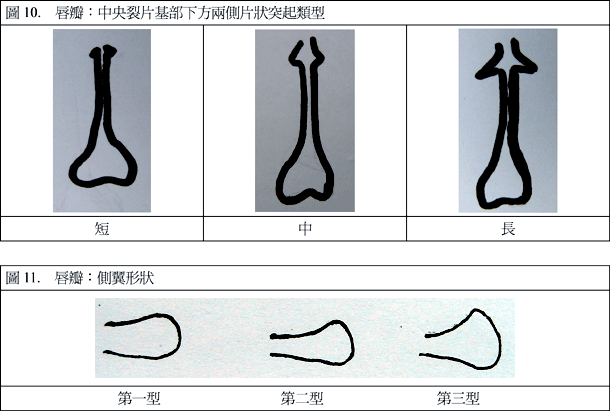 圖 10. 唇瓣：中央裂片基部下方兩側片狀突起類型
短 中 長
圖 11. 唇瓣：側翼形狀
第一型 第二型 第三型